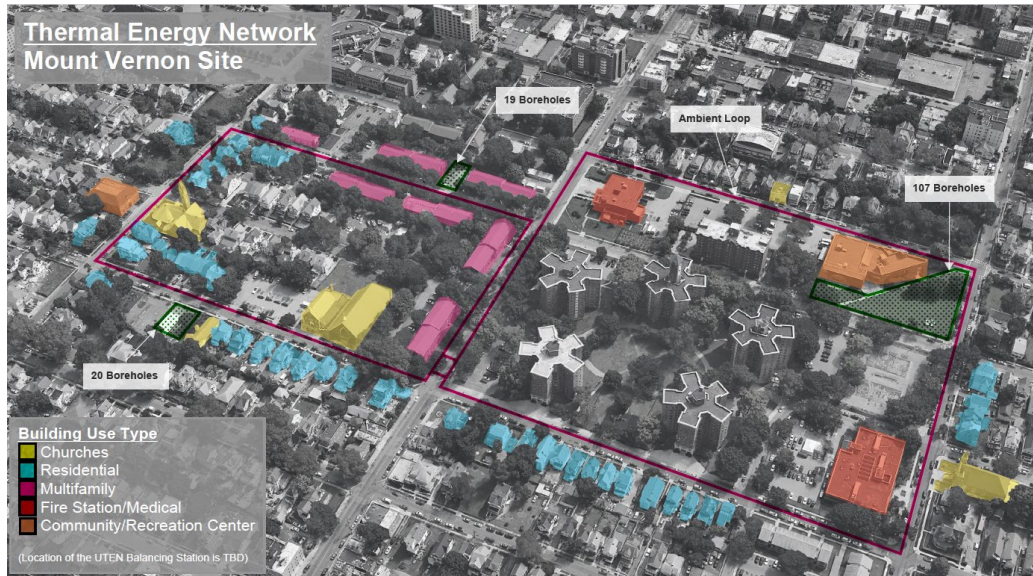 Thermal Energy Network
Mount Vernon Site
19 Boreholes
Ambient Loop
107 Boreholes
20 Boreholes
Building Use Type
Churches
Residential
Multifamily
Fire Station/Medical
Community/Recreation Center
(Location of the UTEN Balancing Station is TBD)